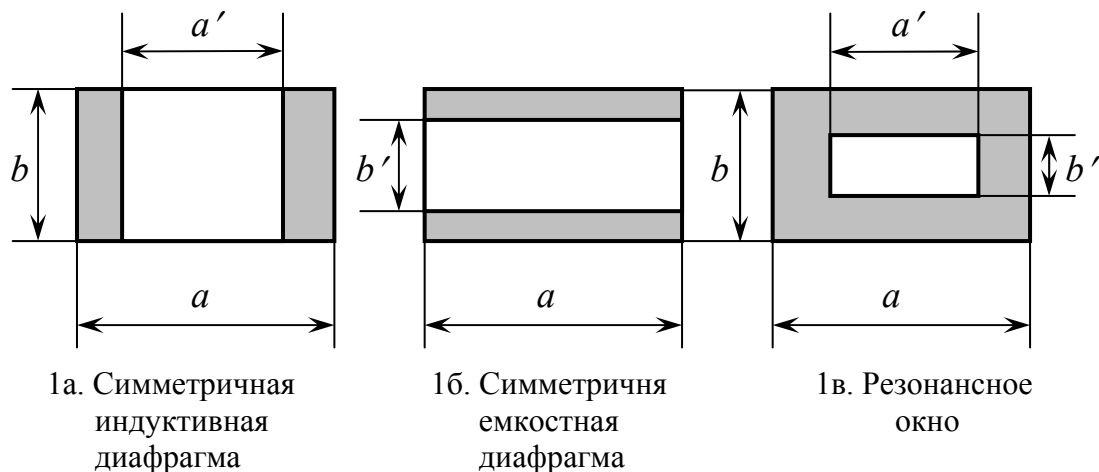 a′
a′
b
b′
b
b′
a
a
a
1а. Симметричная
индуктивная
диафрагма
1б. Симметричня
емкостная
диафрагма
1в. Резонансное
окно